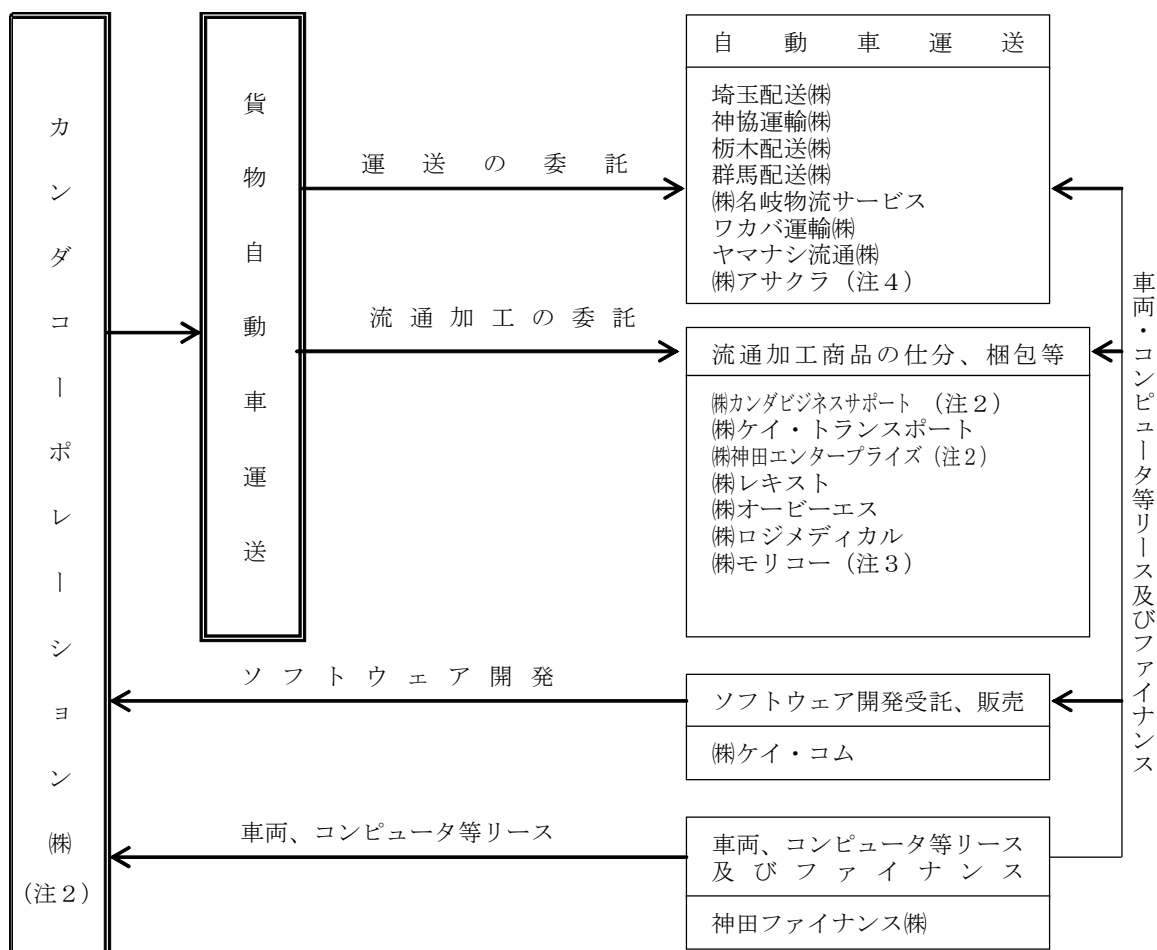 カンダコーポレーション㈱
(注2)
貨物自動車運送
運送の委託
流通加工の委託
自動車運送
埼玉配送㈱
神協運輸㈱
栃木配送㈱
群馬配送㈱
㈱名岐物流サービス
ワカバ運輸㈱
ヤマナシ流通㈱
㈱アサクラ(注4)
流通加工商品の仕分、梱包等
㈱カンダビジネスサポート (注2)
㈱ケイ・トランスポート
㈱神田エンタープライズ(注2)
㈱レキスト
㈱オービーエス
㈱ロジメディカル
㈱モリコー(注3)
ソフトウェア開発
ソフトウェア開発受託、販売
㈱ケイ・コム
車両、コンピュータ等リース
車両、コンピュータ等リース
及びファイナンス
神田ファイナンス㈱
車両・コンピュータ等リース及びファイナンス